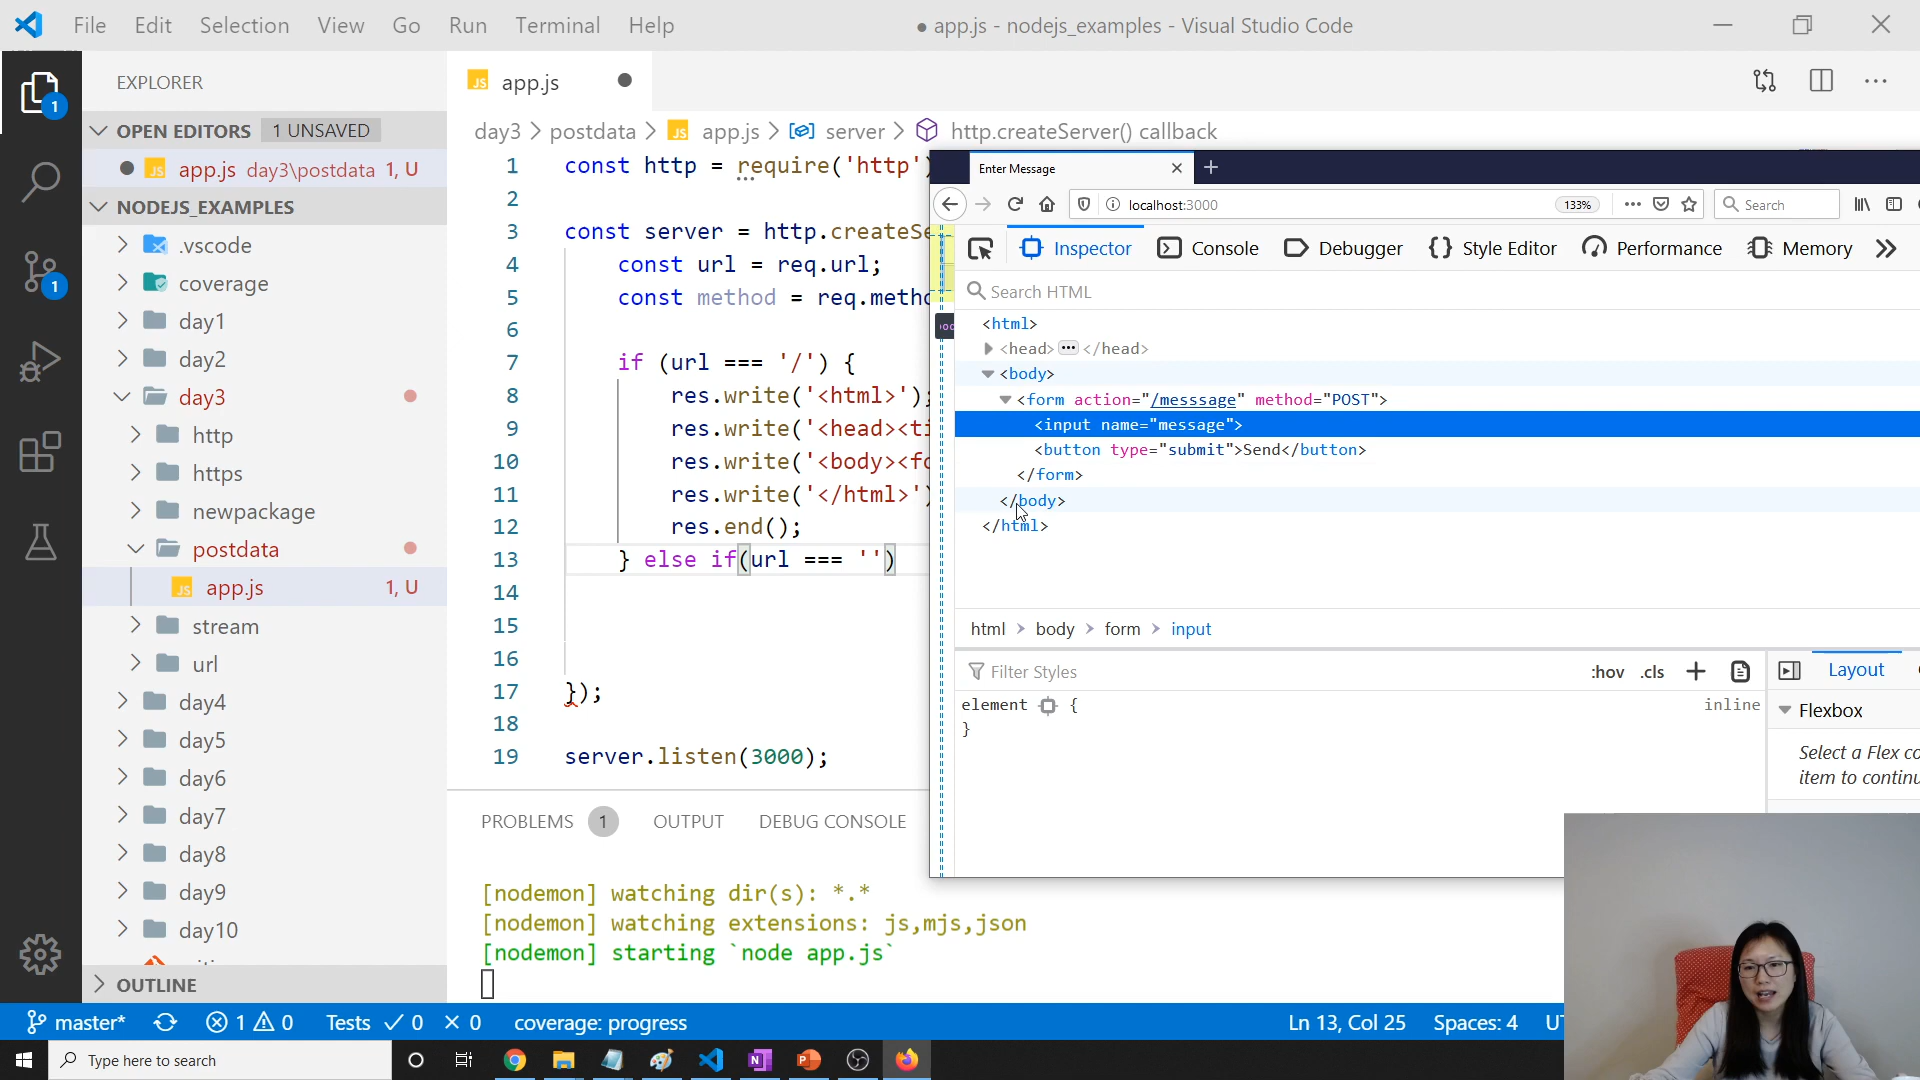 File Edit Selection View Go Run Terminal Help
● app.js - nodejs_examples - Visual Studio Code
EXPLORER
OPEN EDITORS 1 UNSAVED
app.js day3\postdata 1, U
NODEJS_EXAMPLES
.vscode
coverage
day1
day2
day3
http
https
newpackage
postdata
app.js 1, U
stream
url
day4
day5
day6
day7
day8
day9
day10
OUTLINE
JS app.js
day3 > postdata > JS app.js > server > http.createServer() callback
1 const http = require('http')
2
3 const server = http.createSe
4 const url = req.url;
5 const method = req.metho
6
7 if (url === '/') {
8 res.write('<html>');
9 res.write('<head><ti
10 res.write('<body><fo
11 res.write('</html>')
12 res.end();
13 } else if(url === '')
14
15
16
17 });
18
19 server.listen(3000);
PROBLEMS 1 OUTPUT DEBUG CONSOLE
[nodemon] watching dir(s): *.*
[nodemon] watching extensions: js,mjs,json
[nodemon] starting `node app.js`
Enter Message
localhost:3000 133% Search
Inspector Console Debugger Style Editor Performance Memory
Search HTML
<html>
<head> ••• </head>
<body>
<form action="/messsage" method="POST">
<input name="message">
<button type="submit">Send</button>
</form>
</body>
</html>
html > body > form > input
Filter Styles :hov .cls +
Layout
element {
inline
}
Flexbox
Select a Flex co
item to continu
master* 1 0 Tests 0 0 coverage: progress
Ln 13, Col 25 Spaces: 4
Type here to search